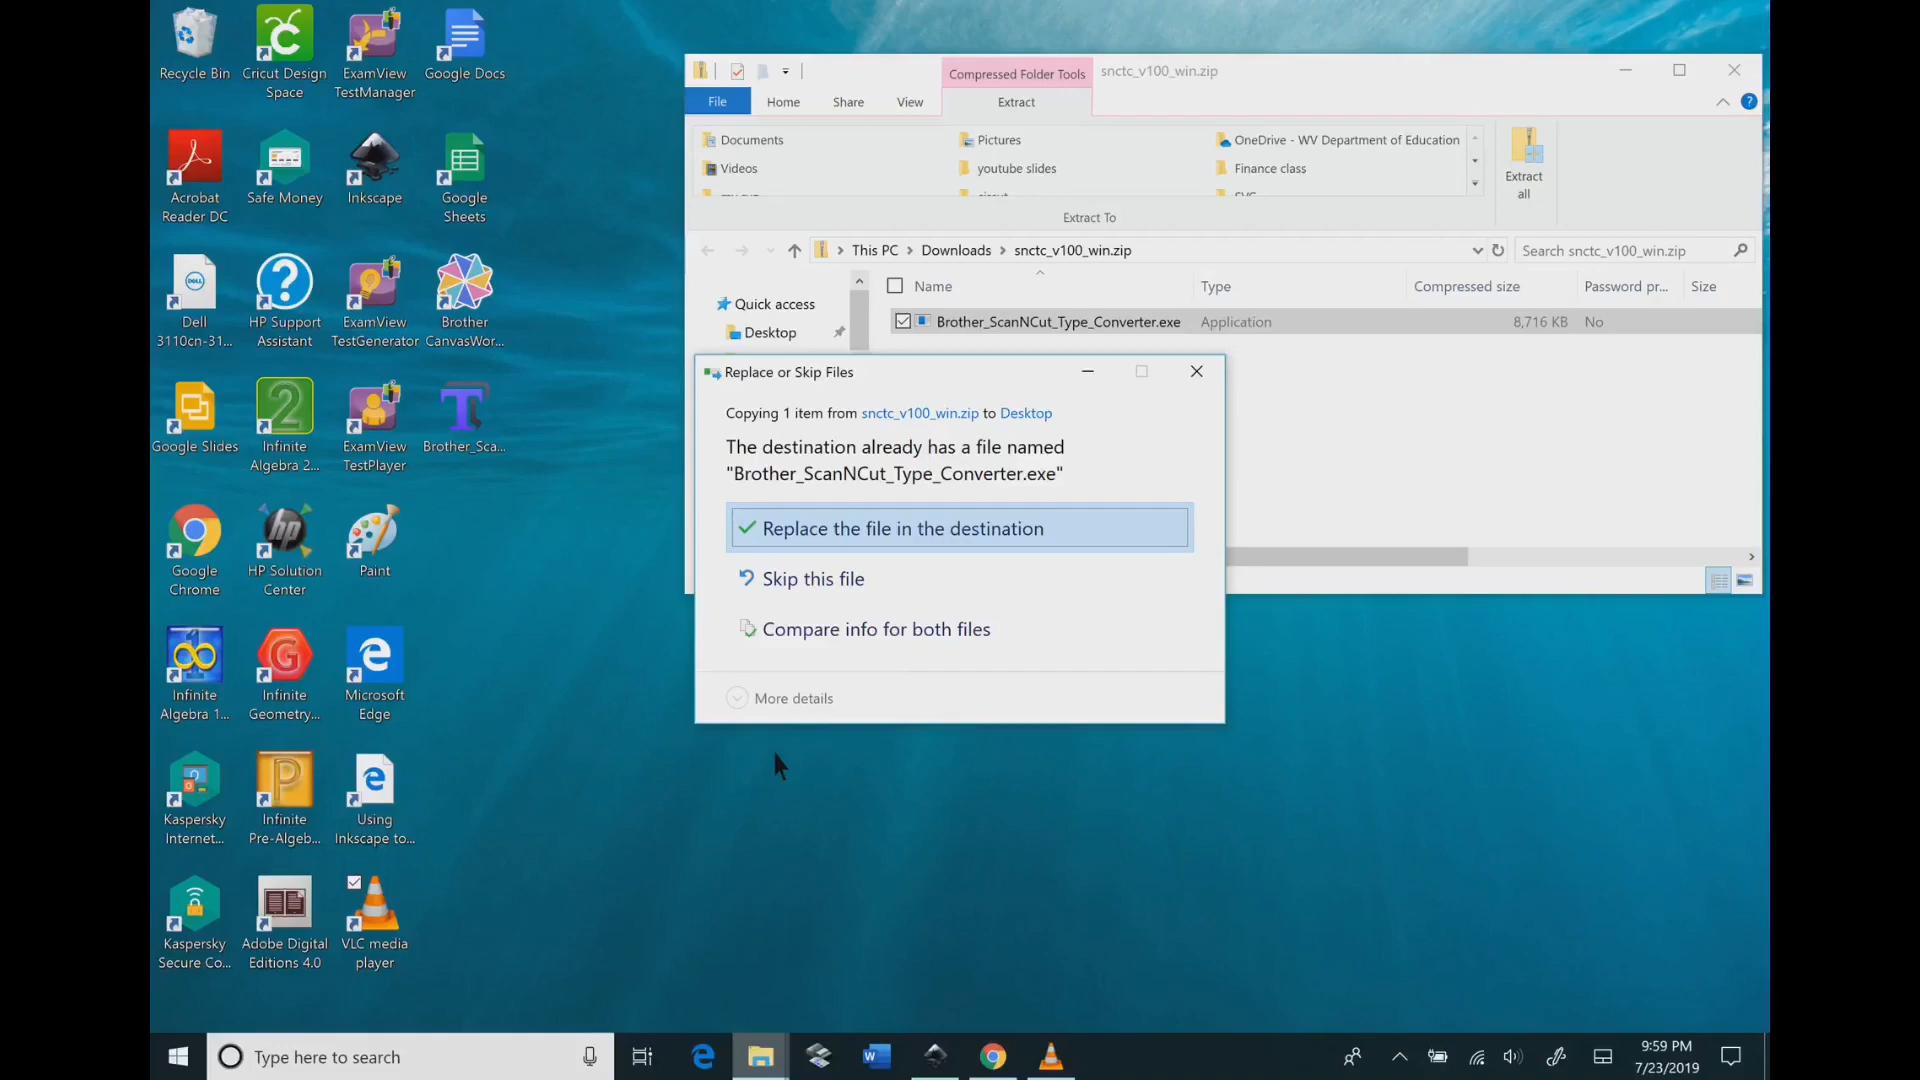 Recycle Bin
Cricut Design
Space
ExamView
TestManager
Google Docs
Acrobat
Reader DC
Safe Money
Inkscape
Google
Sheets
Dell
3110cn-31...
HP Support
Assistant
ExamView
TestGenerator
Brother
CanvasWor...
Google Slides
Infinite
Algebra 2...
ExamView
TestPlayer
Brother_Sca...
Google
Chrome
HP Solution
Center
Paint
Infinite
Algebra 1...
Infinite
Geometry...
Microsoft
Edge
Kaspersky
Internet...
Infinite
Pre-Algeb...
Using
Inkscape to...
Kaspersky
Secure Co...
Adobe Digital
Editions 4.0
VLC media
player
Compressed Folder Tools
snctc_v100_win.zip
File
Home
Share
View
Extract
Documents
Pictures
OneDrive - WV Department of Education
Videos
youtube slides
Finance class
Extract
all
Extract To
This PC > Downloads > snctc_v100_win.zip
Search snctc_v100_win.zip
Name
Type
Compressed size
Password pr...
Size
Quick access
Desktop
Brother_ScanNCut_Type_Converter.exe
Application
8,716 KB
No
Replace or Skip Files
Copying 1 item from snctc_v100_win.zip to Desktop
The destination already has a file named
"Brother_ScanNCut_Type_Converter.exe"
Replace the file in the destination
Skip this file
Compare info for both files
More details
Type here to search
9:59 PM
7/23/2019